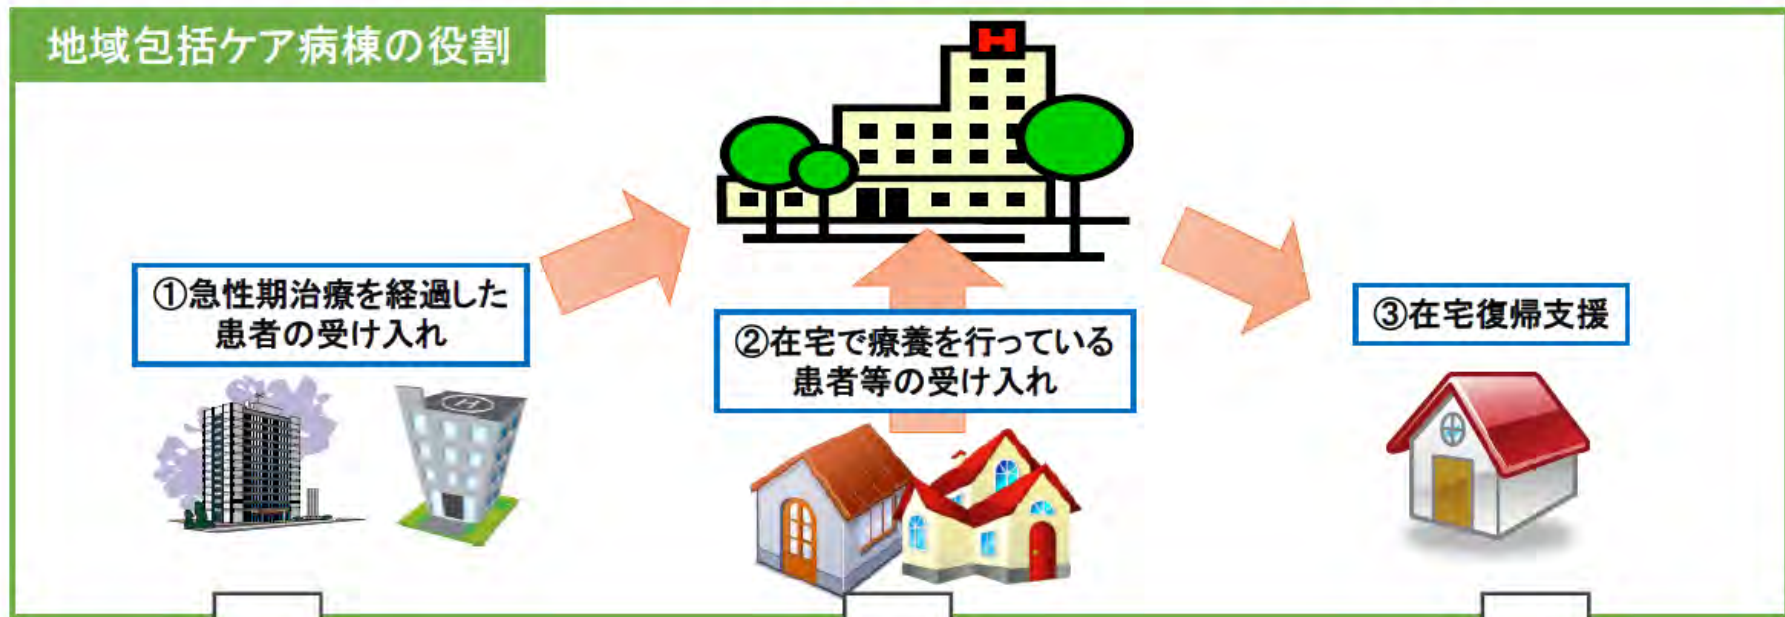 地域包括ケア病棟の役割
H
①急性期治療を経過した
患者の受け入れ
②在宅で療養を行っている
患者等の受け入れ
③在宅復帰支援
H